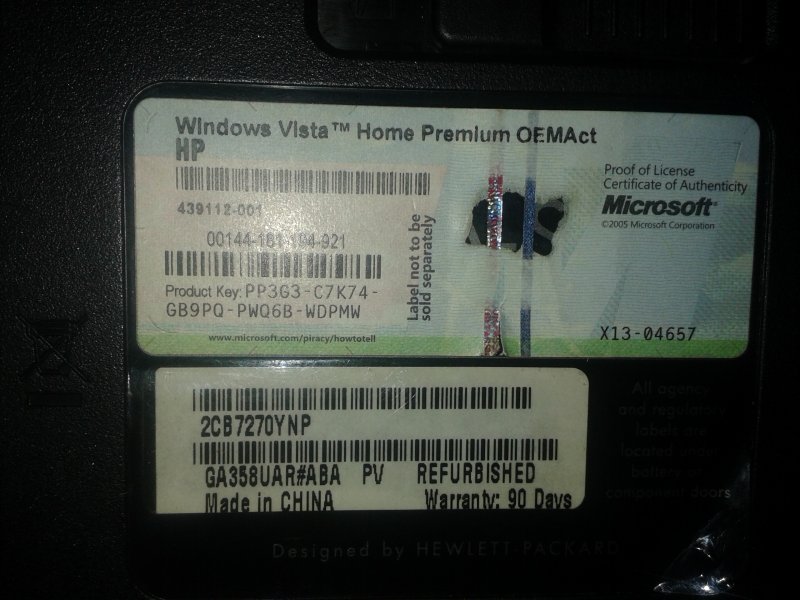 Windows Vista™ Home Premium OEMAct
HP
439112-001
00144-181-194-921
Product Key: PP3G3-C7K74-
GB9PQ-PWQ6B-WDPMW
www.microsoft.com/piracy/howtotell
Label not to be
sold separately
Proof of License
Certificate of Authenticity
Microsoft®
©2005 Microsoft Corporation
X13-04657
2CB7270YNP
GA358UAR#ABA PV REFURBISHED
Made in CHINA Warranty: 90 Days
All agency
and regulatory
labels are
located under
battery or
component doors
Designed by HEWLETT-PACKARD